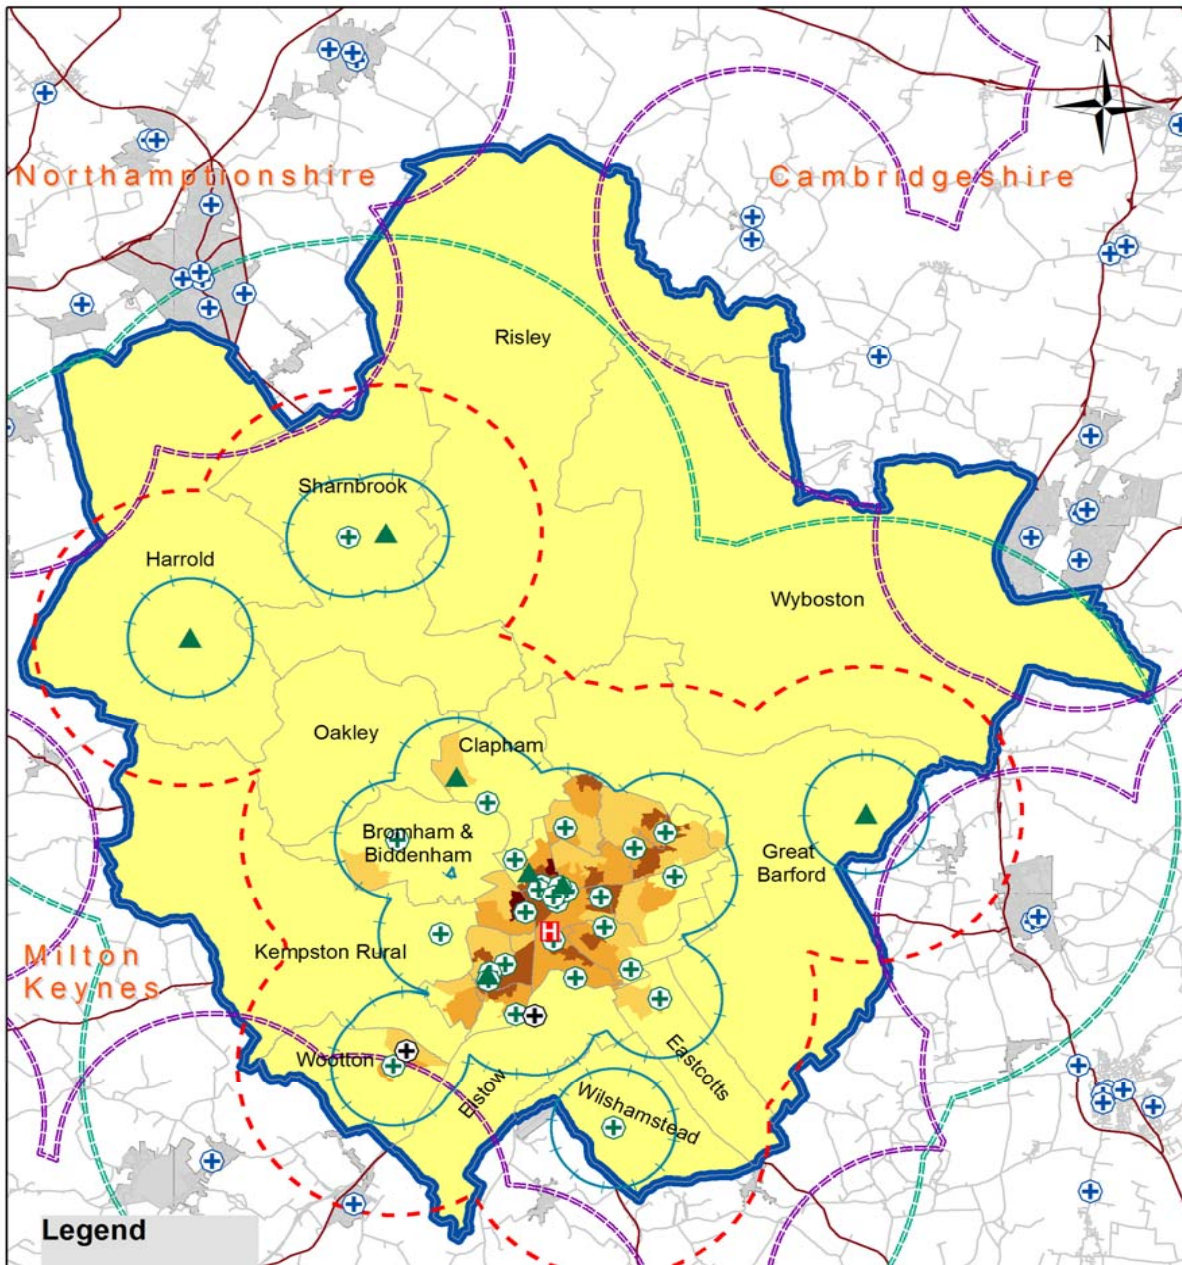 N
Northamptionshire
Cambridgeshire
Risley
Sharnbrook
Harrold
Wyboston
Oakley
Clapham
Bromham &
Biddenham
Great
Barford
Kempston Rural
Milton
Keynes
H
Wootton
Elstow
Eastcotts
Wilshamstead
Legend